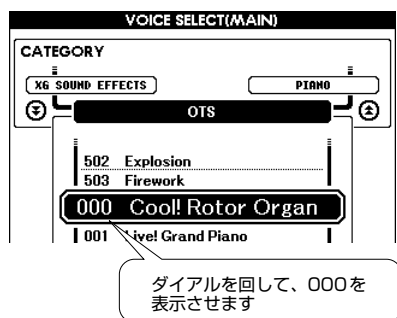 VOICE SELECT(MAIN)
CATEGORY
XG SOUND EFFECTS
PIANO
OTS
502 Explosion
503 Firework
000 Cool! Rotor Organ
001 Live! Grand Piano
ダイアルを回して、000を
表示させます